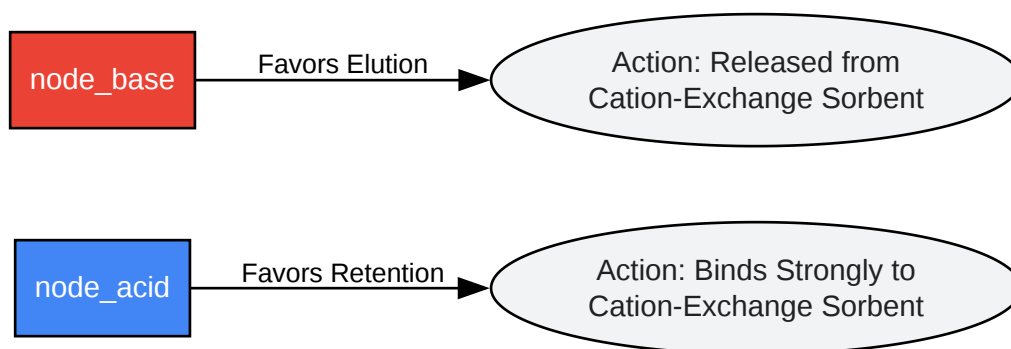 node_base
Favors Elution
Action: Released from
Cation-Exchange Sorbent
node_acid
Favors Retention
Action: Binds Strongly to
Cation-Exchange Sorbent